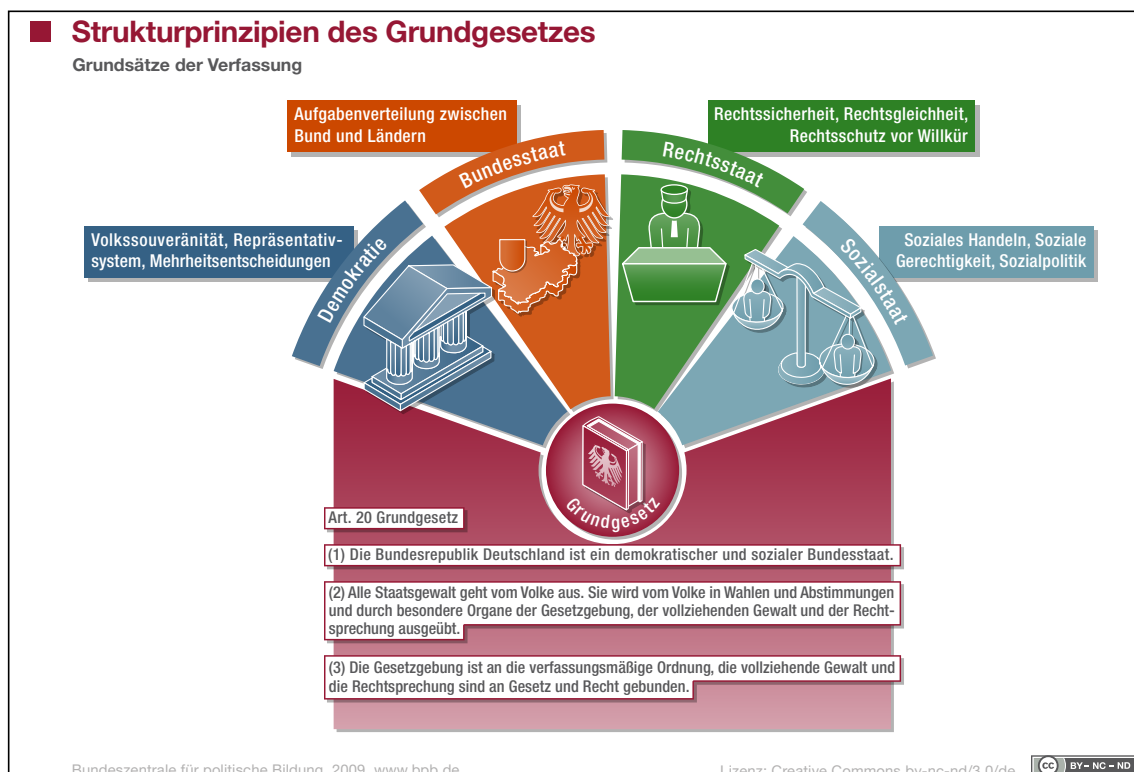 Strukturprinzipien des Grundgesetzes
Grundsätze der Verfassung
Aufgabenverteilung zwischen
Bund und Ländern
Rechtssicherheit, Rechtsgleichheit,
Rechtsschutz vor Willkür
Bundesstaat
Rechtsstaat
Volkssouveränität, Repräsentativ-
system, Mehrheitsentscheidungen
Soziales Handeln, Soziale
Gerechtigkeit, Sozialpolitik
Demokratie
Sozialstaat
Grundgesetz
Art. 20 Grundgesetz
(1) Die Bundesrepublik Deutschland ist ein demokratischer und sozialer Bundesstaat.
(2) Alle Staatsgewalt geht vom Volke aus. Sie wird vom Volke in Wahlen und Abstimmungen
und durch besondere Organe der Gesetzgebung, der vollziehenden Gewalt und der Recht-
sprechung ausgeübt.
(3) Die Gesetzgebung ist an die verfassungsmäßige Ordnung, die vollziehende Gewalt und
die Rechtsprechung sind an Gesetz und Recht gebunden.
Bundeszentrale für politische Bildung, 2009, www.bpb.de
Lizenz: Creative Commons by-nc-nd/3.0/de
cc BY - NC - ND